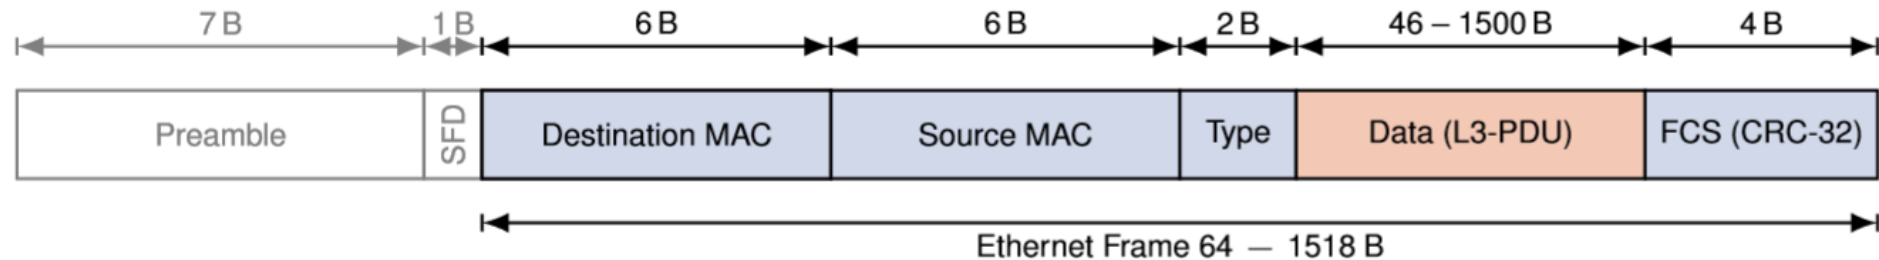 7 B 1 B 6 B 6 B 2 B 46 – 1500 B 4 B
Preamble SFD Destination MAC Source MAC Type Data (L3-PDU) FCS (CRC-32)
Ethernet Frame 64 — 1518 B